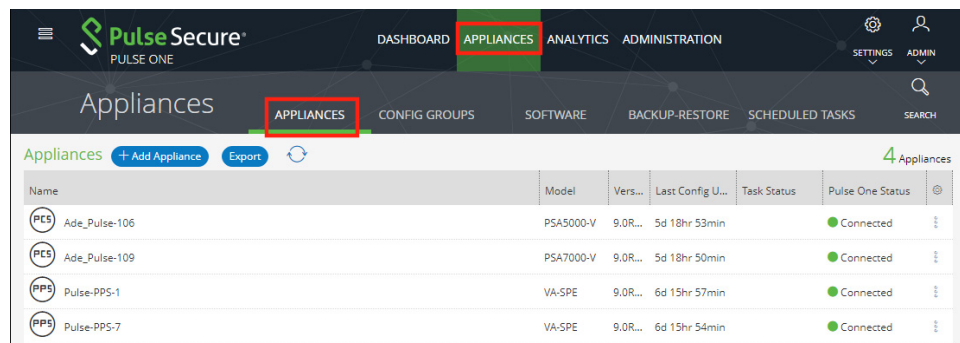 Pulse Secure®
PULSE ONE
DASHBOARD APPLIANCES ANALYTICS ADMINISTRATION
SETTINGS ADMIN
Appliances
APPLIANCES CONFIG GROUPS SOFTWARE BACKUP-RESTORE SCHEDULED TASKS
SEARCH
Appliances + Add Appliance Export 4 Appliances
Name Model Vers... Last Config U... Task Status Pulse One Status
PCS Ade_Pulse-106 PSA5000-V 9.0R... 5d 18hr 53min Connected
PCS Ade_Pulse-109 PSA7000-V 9.0R... 5d 18hr 50min Connected
PPS Pulse-PPS-1 VA-SPE 9.0R... 6d 15hr 57min Connected
PPS Pulse-PPS-7 VA-SPE 9.0R... 6d 15hr 54min Connected